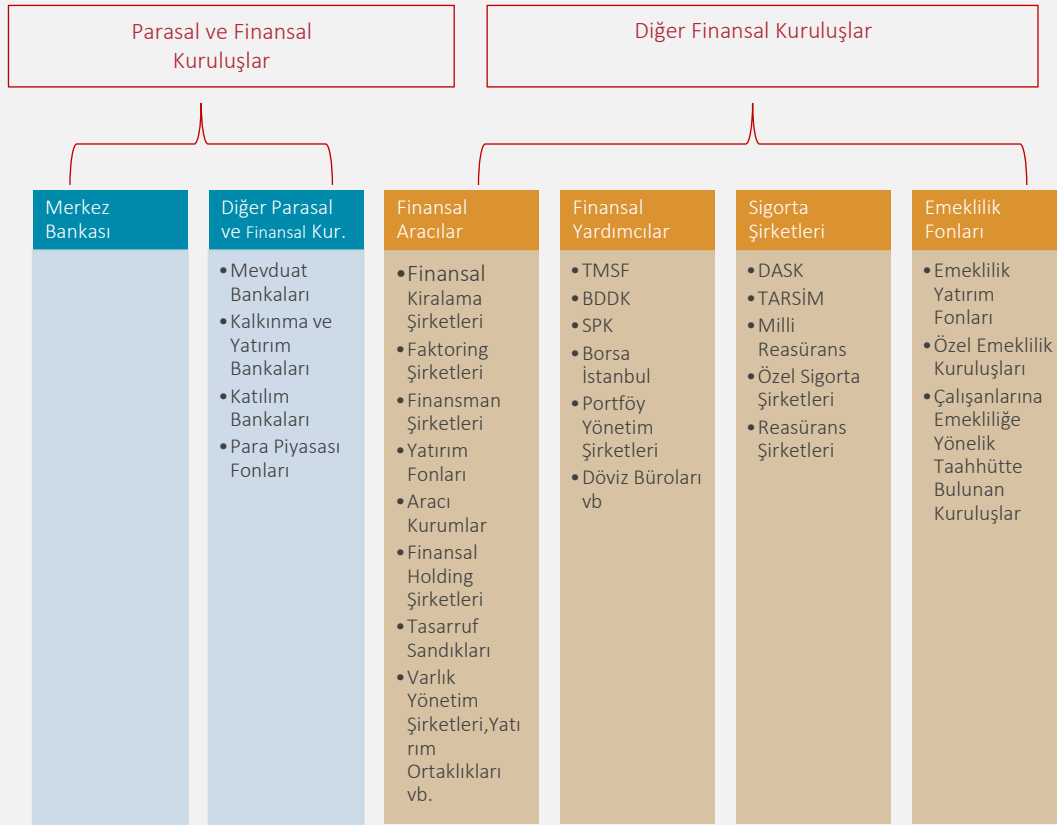 Parasal ve Finansal
Kuruluşlar
Diğer Finansal Kuruluşlar
Merkez
Bankası
Diğer Parasal
ve Finansal Kur.
• Mevduat
Bankaları
• Kalkınma ve
Yatırım
Bankaları
• Katılım
Bankaları
• Para Piyasası
Fonları
Finansal
Aracılar
• Finansal
Kiralama
Şirketleri
• Faktoring
Şirketleri
• Finansman
Şirketleri
• Yatırım
Fonları
• Aracı
Kurumlar
• Finansal
Holding
Şirketleri
• Tasarruf
Sandıkları
• Varlık
Yönetim
Şirketleri,Yatı
rım
Ortaklıkları
vb.
Finansal
Yardımcılar
• TMSF
• BDDK
• SPK
• Borsa
İstanbul
• Portföy
Yönetim
Şirketleri
• Döviz Büroları
vb
Sigorta
Şirketleri
• DASK
• TARSİM
• Milli
Reasürans
• Özel Sigorta
Şirketleri
• Reasürans
Şirketleri
Emeklilik
Fonları
• Emeklilik
Yatırım
Fonları
• Özel Emeklilik
Kuruluşları
• Çalışanlarına
Emekliliğe
Yönelik
Taahhütte
Bulunan
Kuruluşlar